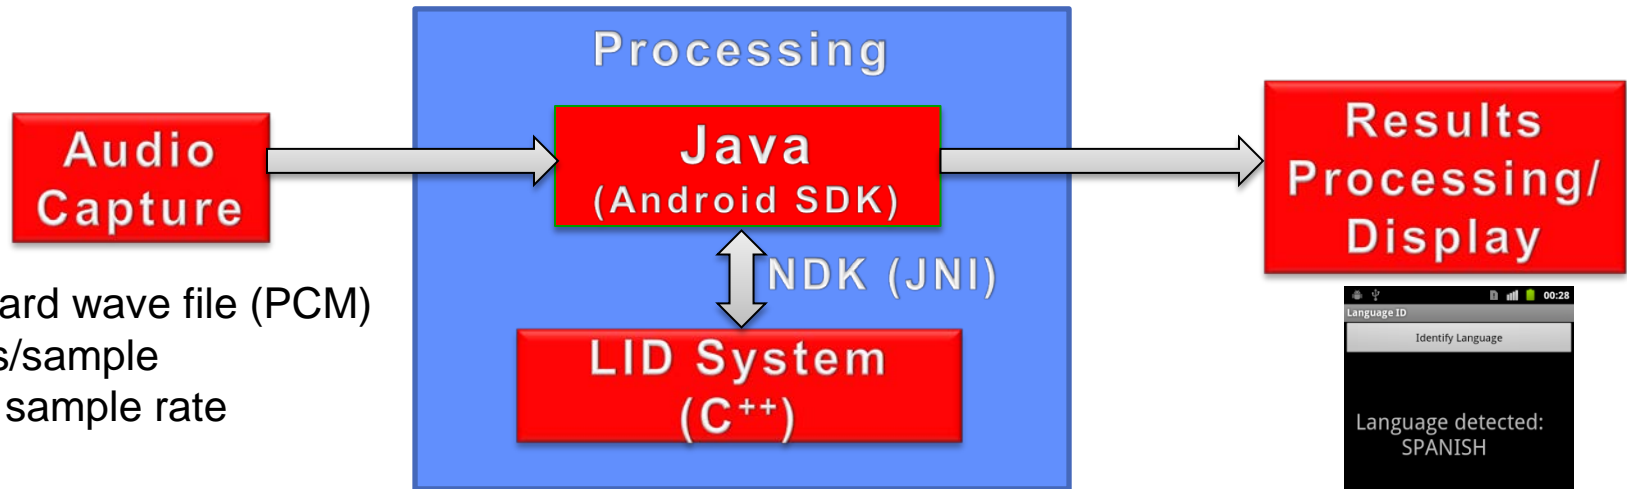 Processing
Audio
Capture
Java
(Android SDK)
NDK (JNI)
LID System
(C++)
Results
Processing/
Display
ard wave file (PCM)
s/sample
sample rate
00:28
Language ID
Identify Language
Language detected:
SPANISH